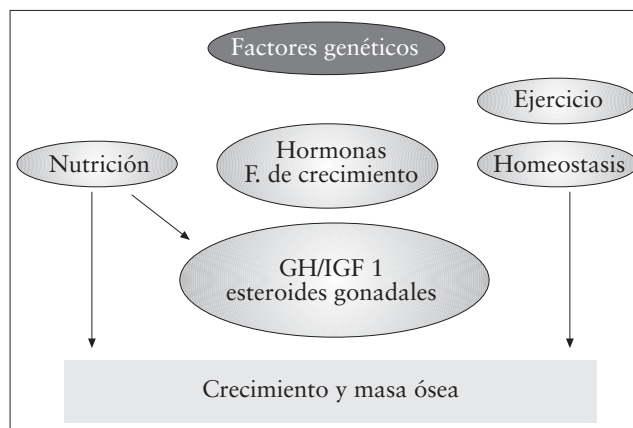 Factores genéticos
Ejercicio
Nutrición
Hormonas
F. de crecimiento
Homeostasis
GH/IGF 1
esteroides gonadales
Crecimiento y masa ósea